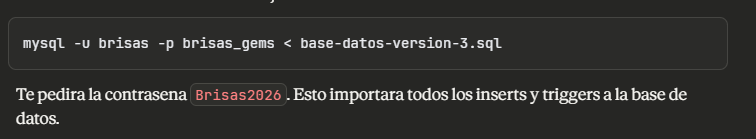 mysql -u brisas -p brisas_gems < base-datos-version-3.sql
Te pedira la contrasena Brisas2026. Esto importara todos los inserts y triggers a la base de
datos.